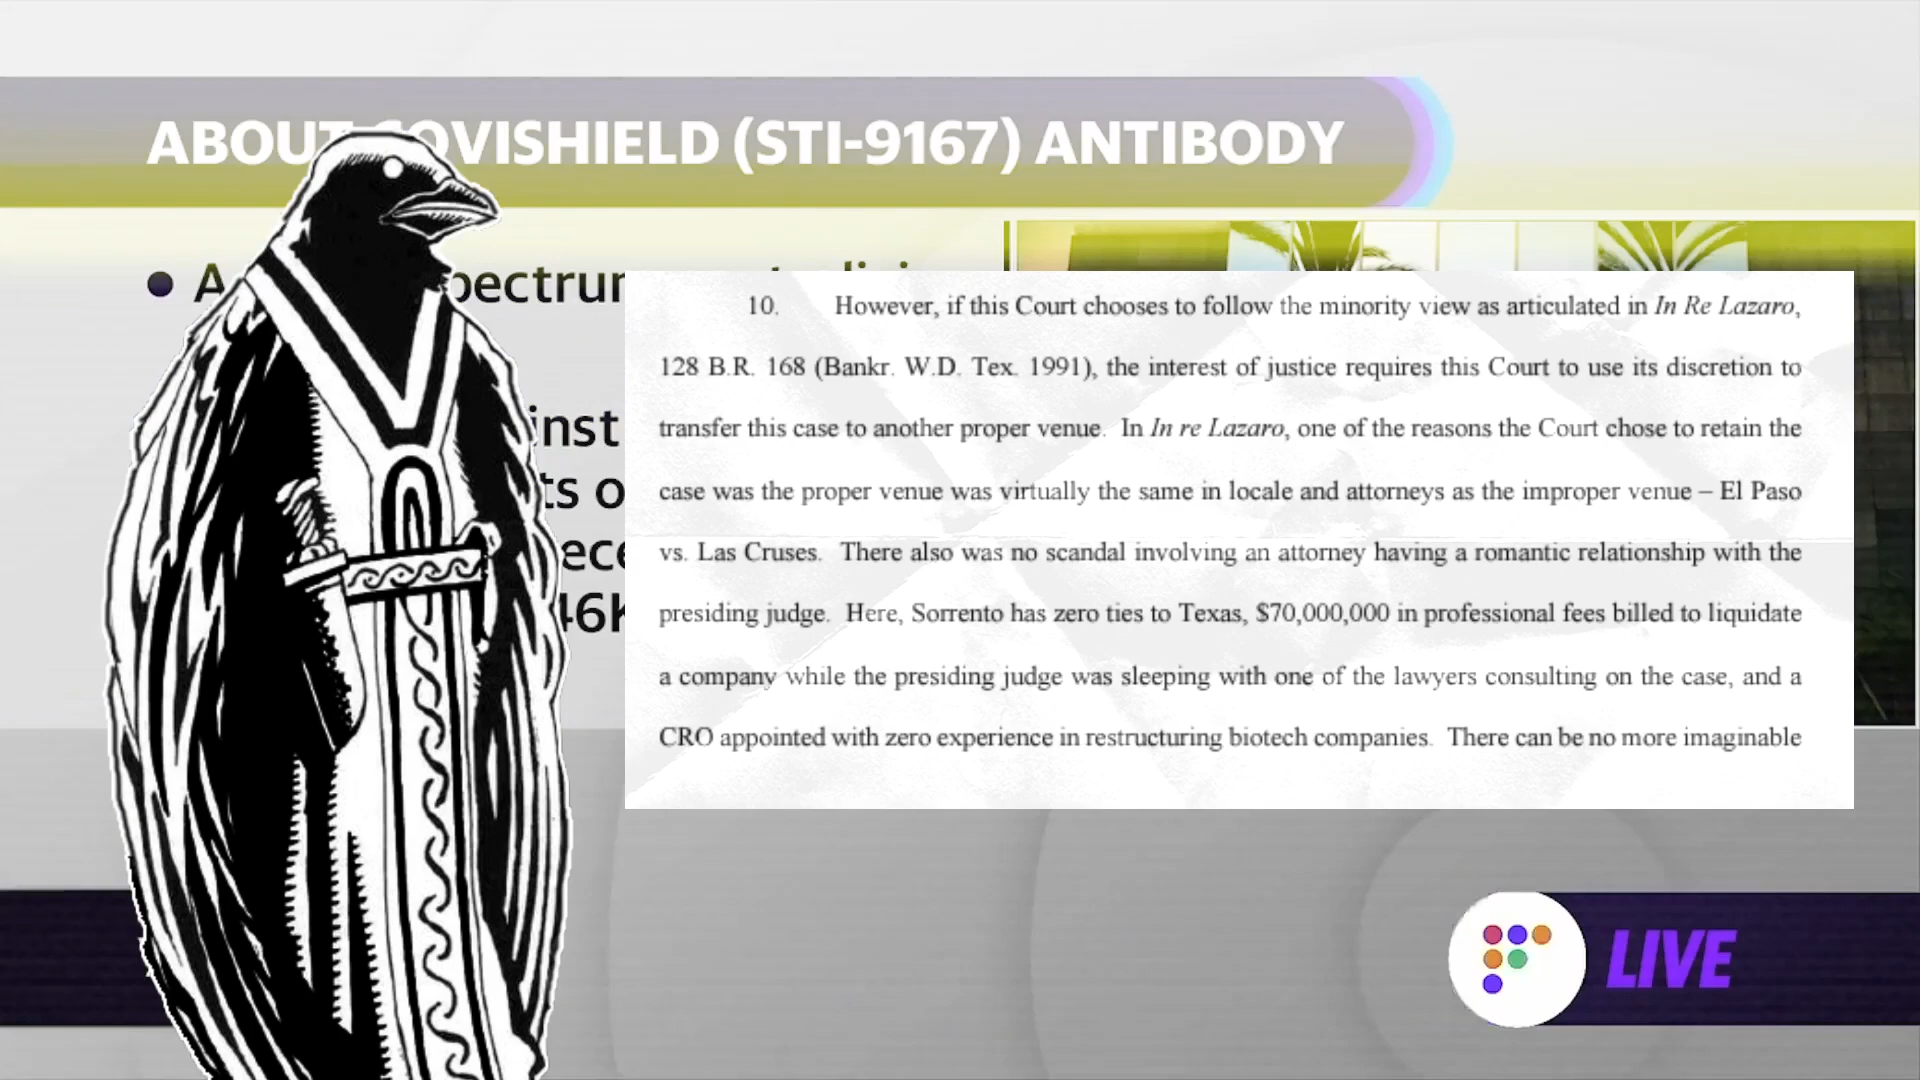 ABOUT COVISHIELD (STI-9167) ANTIBODY
10. However, if this Court chooses to follow the minority view as articulated in In Re Lazaro,
128 B.R. 168 (Bankr. W.D. Tex. 1991), the interest of justice requires this Court to use its discretion to
transfer this case to another proper venue. In In re Lazaro, one of the reasons the Court chose to retain the
case was the proper venue was virtually the same in locale and attorneys as the improper venue – El Paso
vs. Las Cruses. There also was no scandal involving an attorney having a romantic relationship with the
presiding judge. Here, Sorrento has zero ties to Texas, $70,000,000 in professional fees billed to liquidate
a company while the presiding judge was sleeping with one of the lawyers consulting on the case, and a
CRO appointed with zero experience in restructuring biotech companies. There can be no more imaginable
LIVE